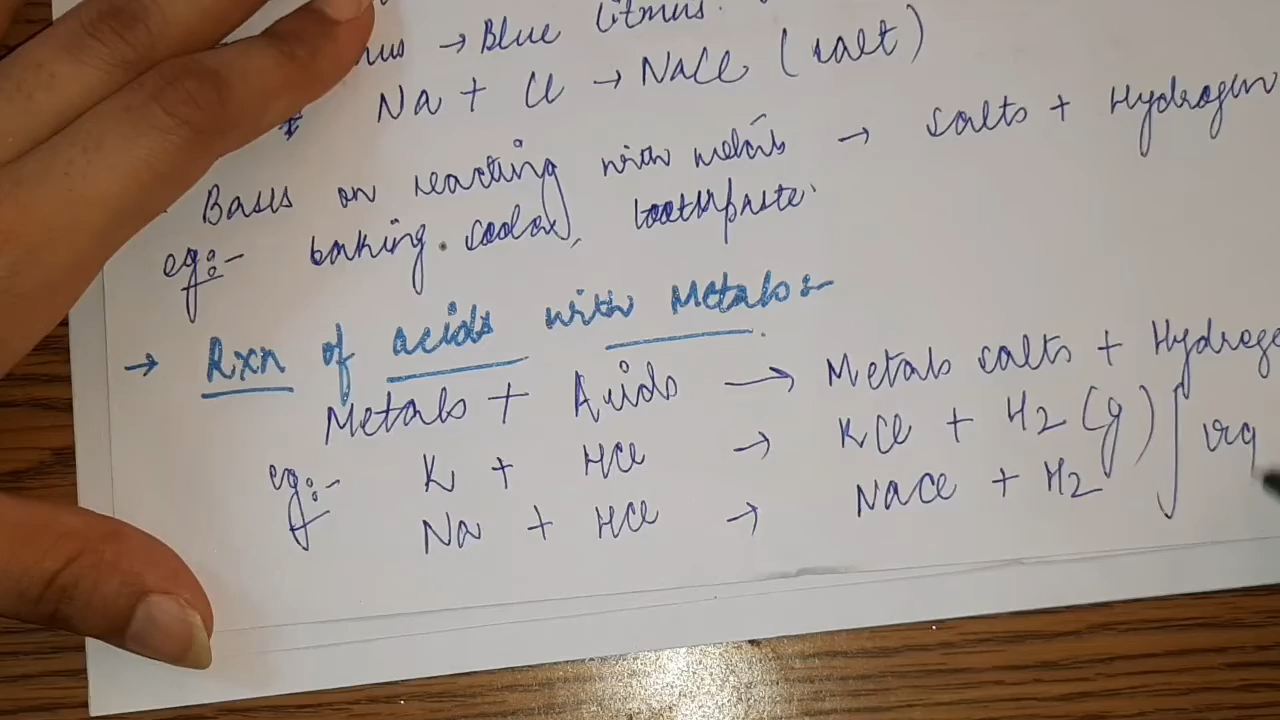 → Blue litmus.
Na + Cl → NaCl (salt)
Bases on reacting with metals → salts + Hydrogen
eg:- baking soda, toothpaste.
→ Rxn of acids with Metals:-
Metals + Acids → Metals salts + Hydroge
eg:- K + HCl → KCl + H2 (g)
Na + HCl → NaCl + H2